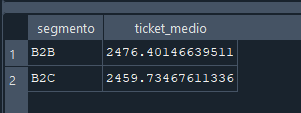 segmento ticket_medio
1 B2B 2476.40146639511
2 B2C 2459.73467611336